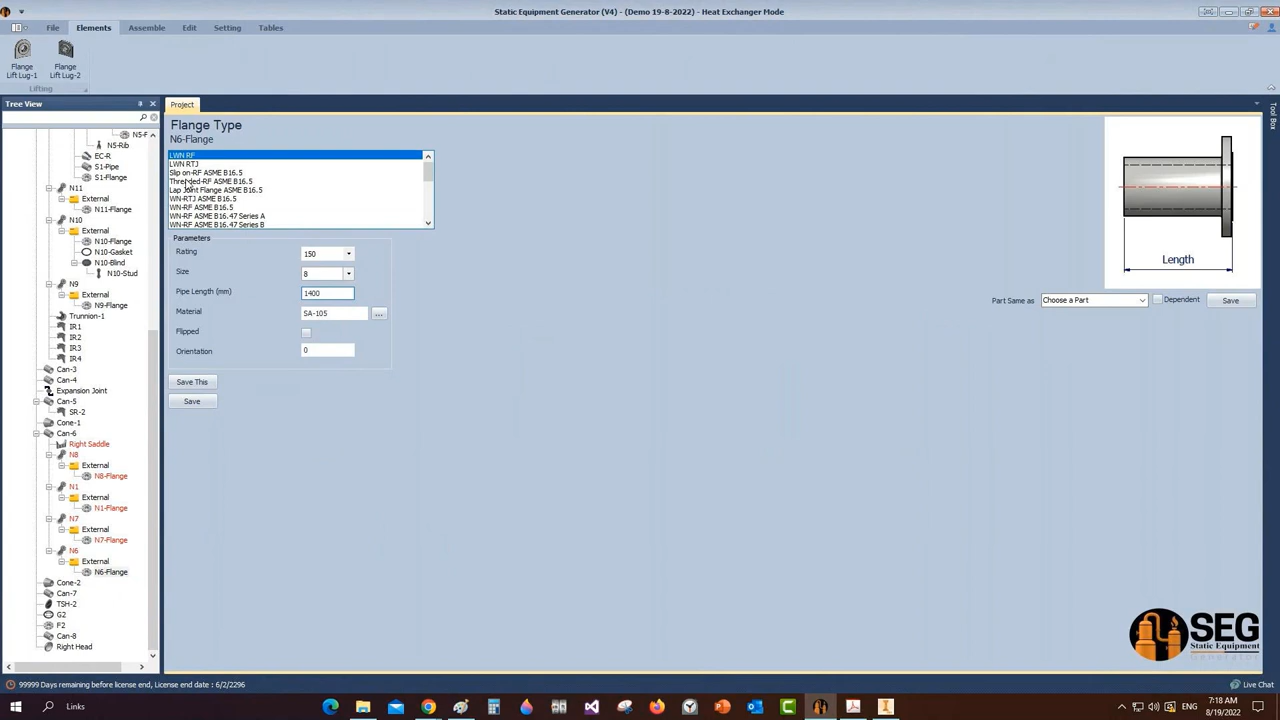 Static Equipment Generator (V4) - (Demo 19-8-2022) - Heat Exchanger Mode
File Elements Assemble Edit Setting Tables
Flange Lift Lug-1
Flange Lift Lug-2
Lifting
Tree View
Project
Tool Box
N5-F
N5-Rib
EC-R
S1-Pipe
S1-Flange
N11
External
N11-Flange
N10
External
N10-Flange
N10-Gasket
N10-Blind
N10-Stud
N9
External
N9-Flange
Trunnion-1
IR1
IR2
IR3
IR4
Can-3
Can-4
Expansion Joint
Can-5
SR-2
Cone-1
Can-6
Right Saddle
N8
External
N8-Flange
N1
External
N1-Flange
N7
External
N7-Flange
N6
External
N6-Flange
Cone-2
Can-7
TSH-2
G2
F2
Can-8
Right Head
Flange Type
N6-Flange
LWN RF
LWN RTJ
Slip on-RF ASME B16.5
Threaded-RF ASME B16.5
Lap Joint Flange ASME B16.5
WN-RTJ ASME B16.5
WN-RF ASME B16.5
WN-RF ASME B16.47 Series A
WN-RF ASME B16.47 Series B
Parameters
Rating 150
Size 8
Pipe Length (mm) 1400
Material SA-105 ...
Flipped
Orientation 0
Save This
Save
Length
Part Same as Choose a Part Dependent Save
SEG
Static Equipment
Generator
99999 Days remaining before license end, License end date : 6/2/2296
Live Chat
Links
7:18 AM
8/19/2022